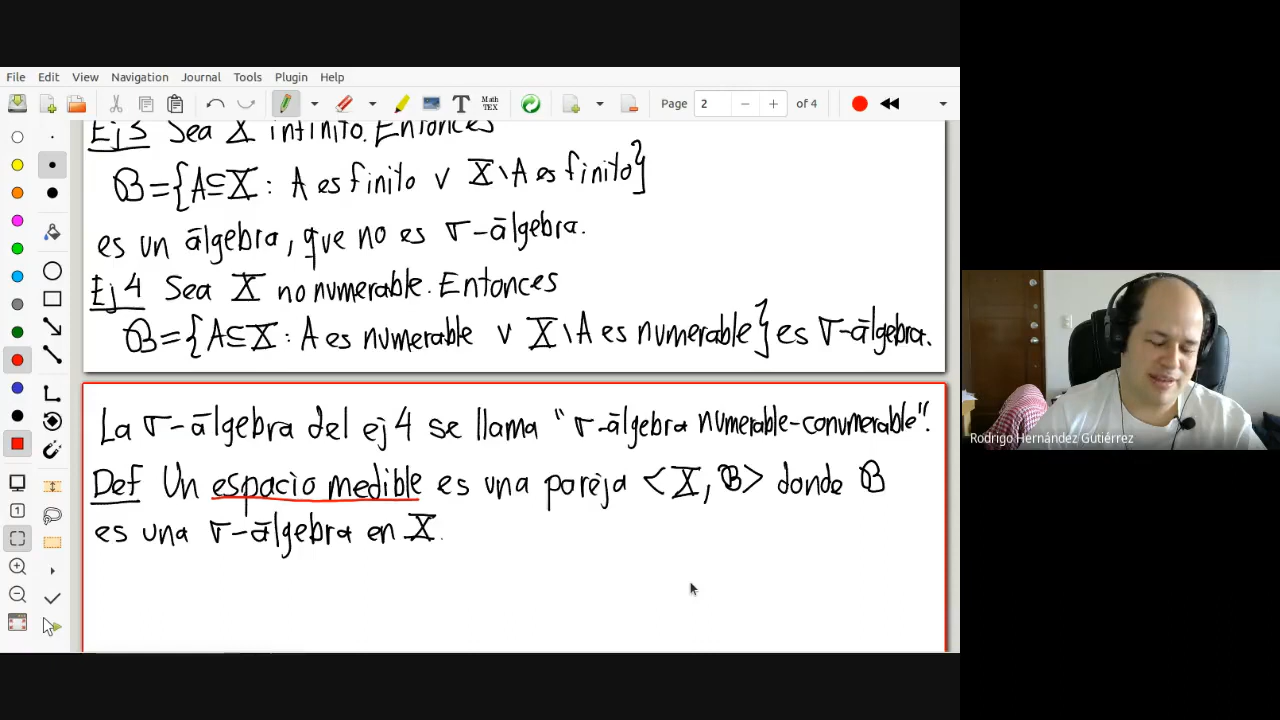 File Edit View Navigation Journal Tools Plugin Help
T Math TEX Page 2 of 4
Ej 3 Sea X infinito. Entonces
B={A⊆X: A es finito ∨ X\A es finito}
es un álgebra, que no es σ-álgebra.
Ej 4 Sea X no numerable. Entonces
B={A⊆X: A es numerable ∨ X\A es numerable} es σ-álgebra.
La σ-álgebra del ej 4 se llama "σ-álgebra numerable-conumerable".
Def Un espacio medible es una pareja <X, B> donde B
es una σ-álgebra en X.
Rodrigo Hernández Gutiérrez